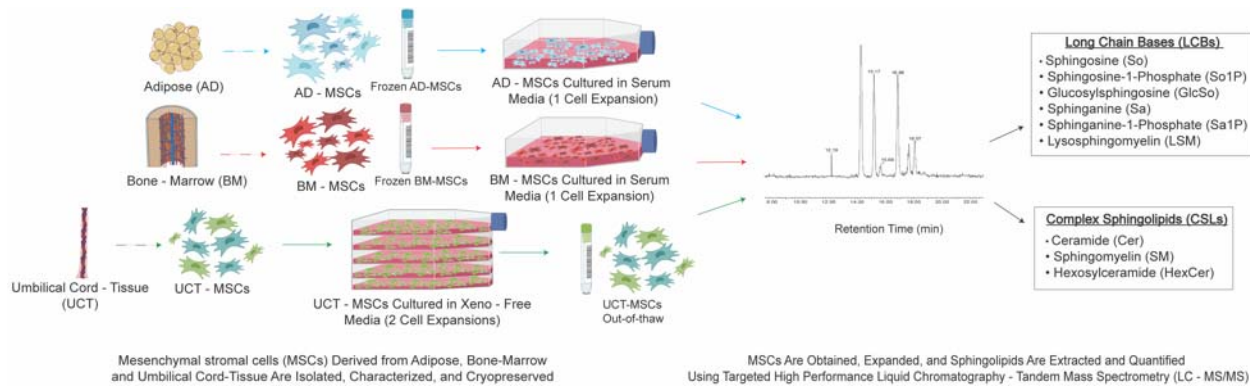 Adipose (AD)
AD - MSCs
Frozen AD-MSCs
AD - MSCs Cultured in Serum
Media (1 Cell Expansion)
Bone - Marrow (BM)
BM - MSCs
Frozen BM-MSCs
BM - MSCs Cultured in Serum
Media (1 Cell Expansion)
Umbilical Cord - Tissue
(UCT)
UCT - MSCs
UCT - MSCs Cultured in Xeno - Free
Media (2 Cell Expansions)
UCT-MSCs
Out-of-thaw
Retention Time (min)
Long Chain Bases (LCBs)
• Sphingosine (So)
• Sphingosine-1-Phosphate (So1P)
• Glucosylsphingosine (GlcSo)
• Sphinganine (Sa)
• Sphinganine-1-Phosphate (Sa1P)
• Lysosphingomyelin (LSM)
Complex Sphingolipids (CSLs)
• Ceramide (Cer)
• Sphingomyelin (SM)
• Hexosylceramide (HexCer)
Mesenchymal stromal cells (MSCs) Derived from Adipose, Bone-Marrow
and Umbilical Cord-Tissue Are Isolated, Characterized, and Cryopreserved
MSCs Are Obtained, Expanded, and Sphingolipids Are Extracted and Quantified
Using Targeted High Performance Liquid Chromatography - Tandem Mass Spectrometry (LC - MS/MS)